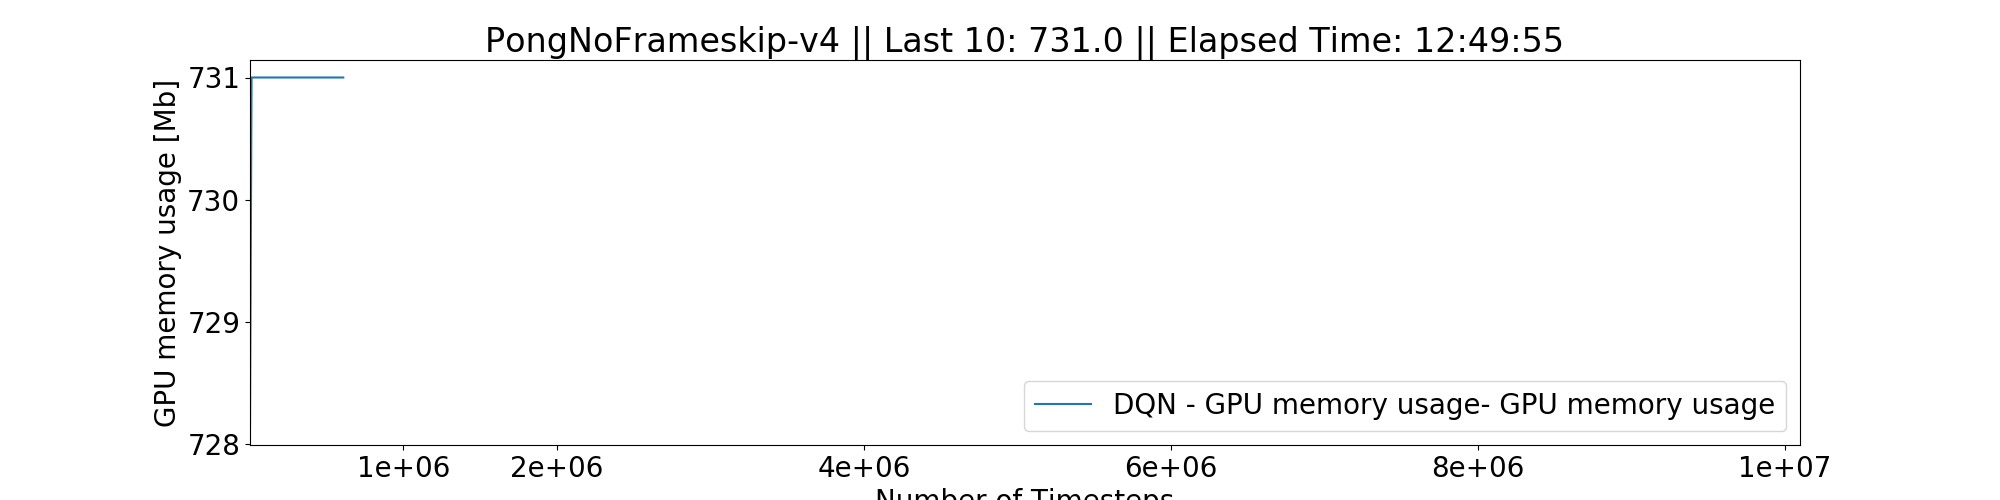 PongNoFrameskip-v4 || Last 10: 731.0 || Elapsed Time: 12:49:55
GPU memory usage [Mb]
731
730
729
728
DQN - GPU memory usage- GPU memory usage
1e+06 2e+06 4e+06 6e+06 8e+06 1e+07
Number of Timesteps